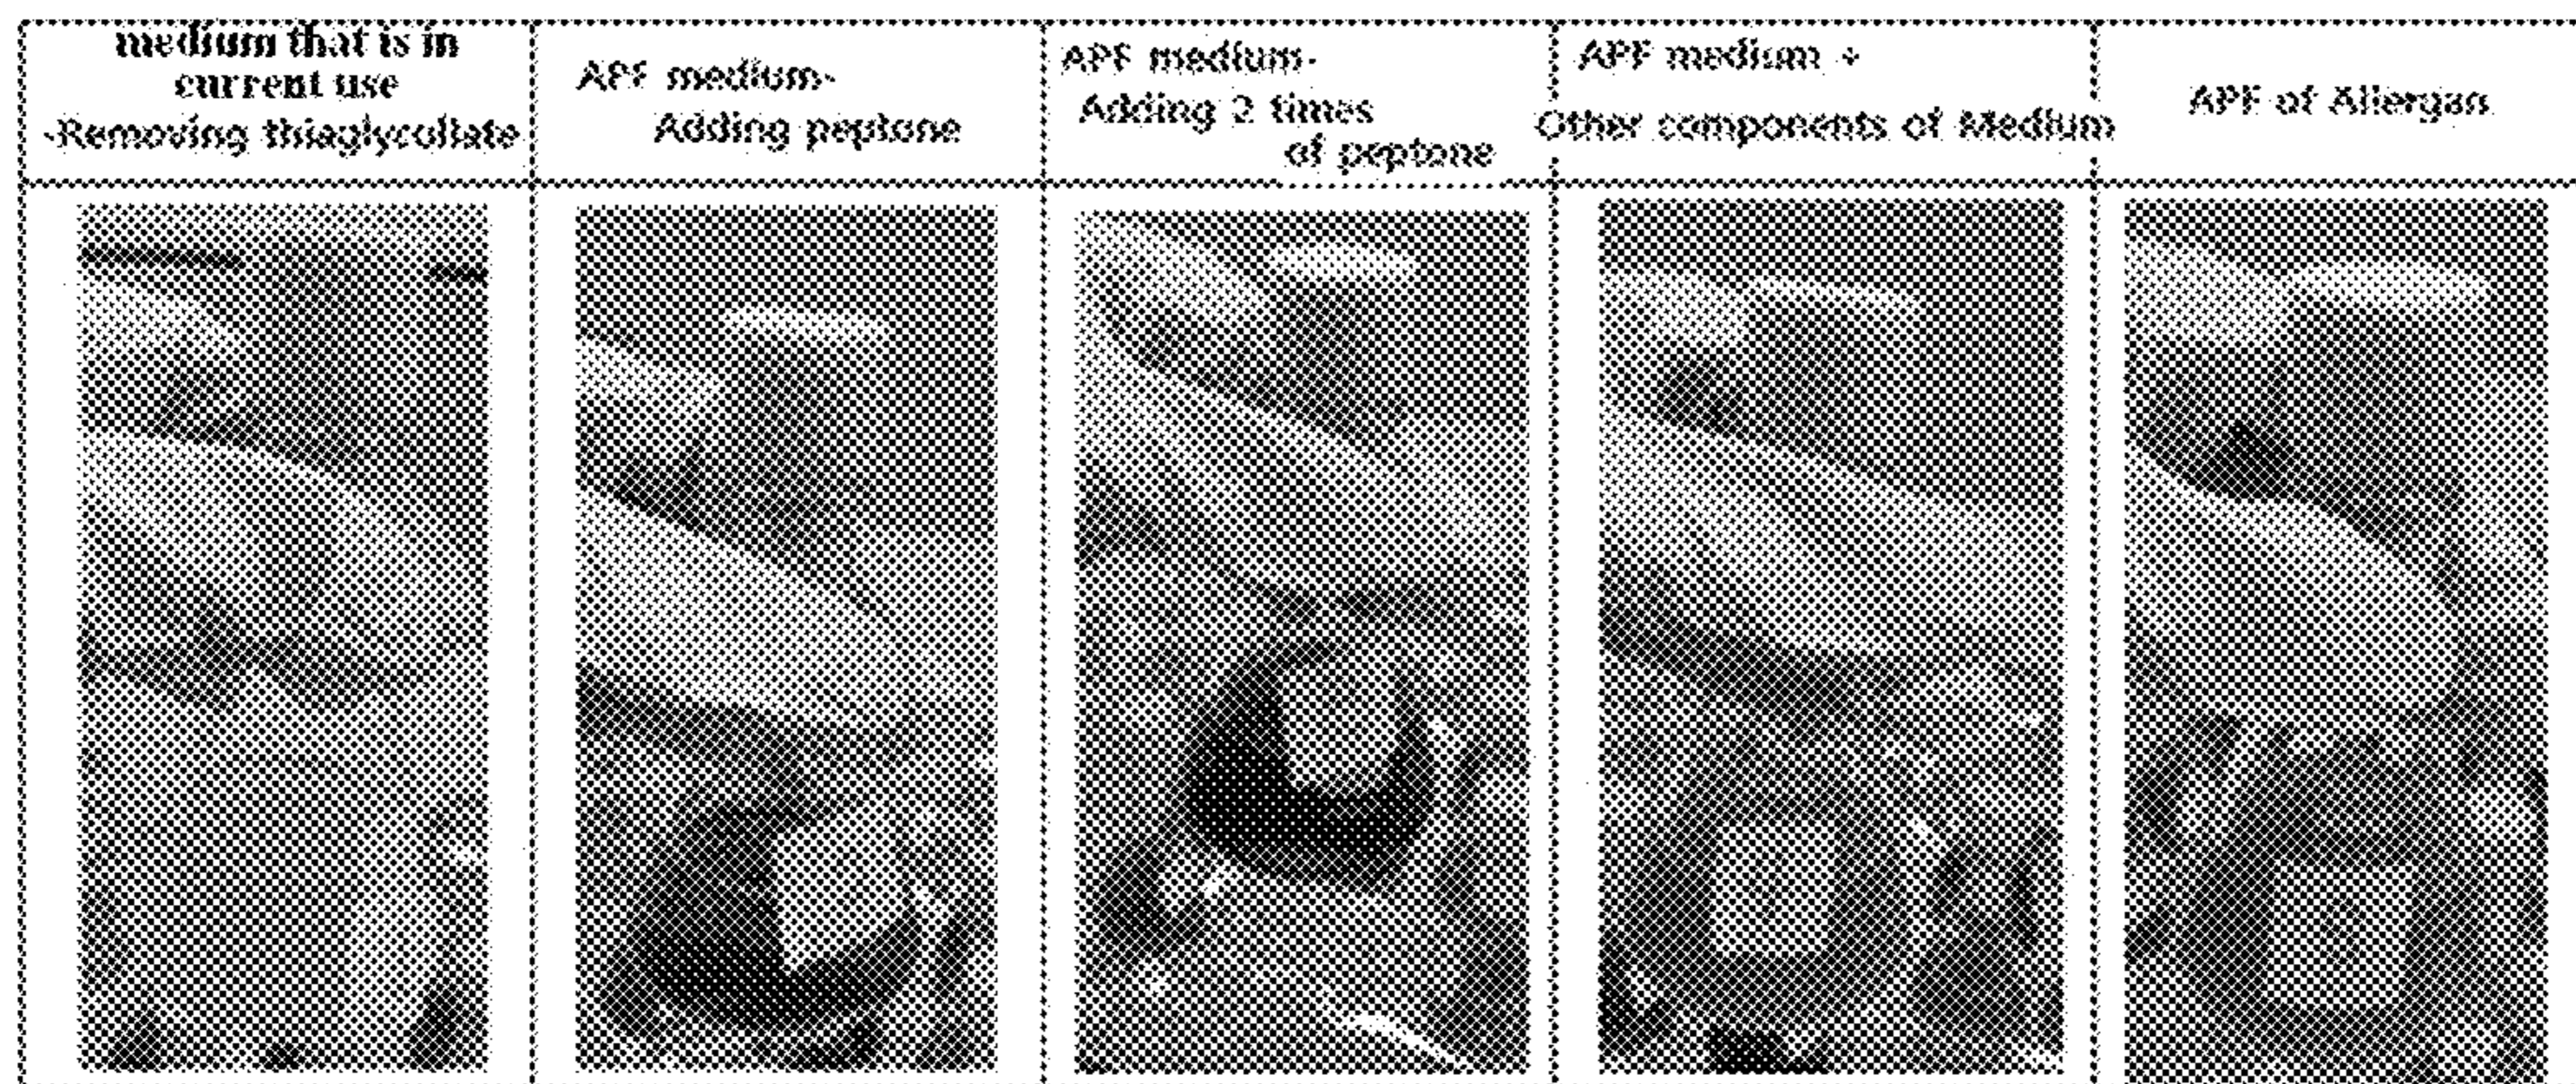 medium that is in
current use
-Removing thiaglycollate
APF medium-
Adding peptone
APF medium-
Adding 2 times
of peptone
APF medium +
Other components of Medium
APF of Allergan